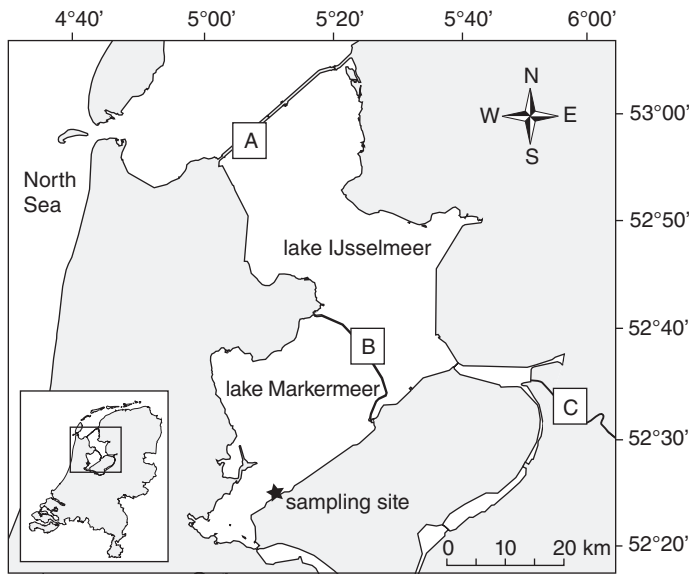 4°40' 5°00' 5°20' 5°40' 6°00'
N
W E
S
53°00'
A
North
Sea
52°50'
lake IJsselmeer
52°40'
B
lake Markermeer
C
52°30'
sampling site
52°20'
0 10 20 km